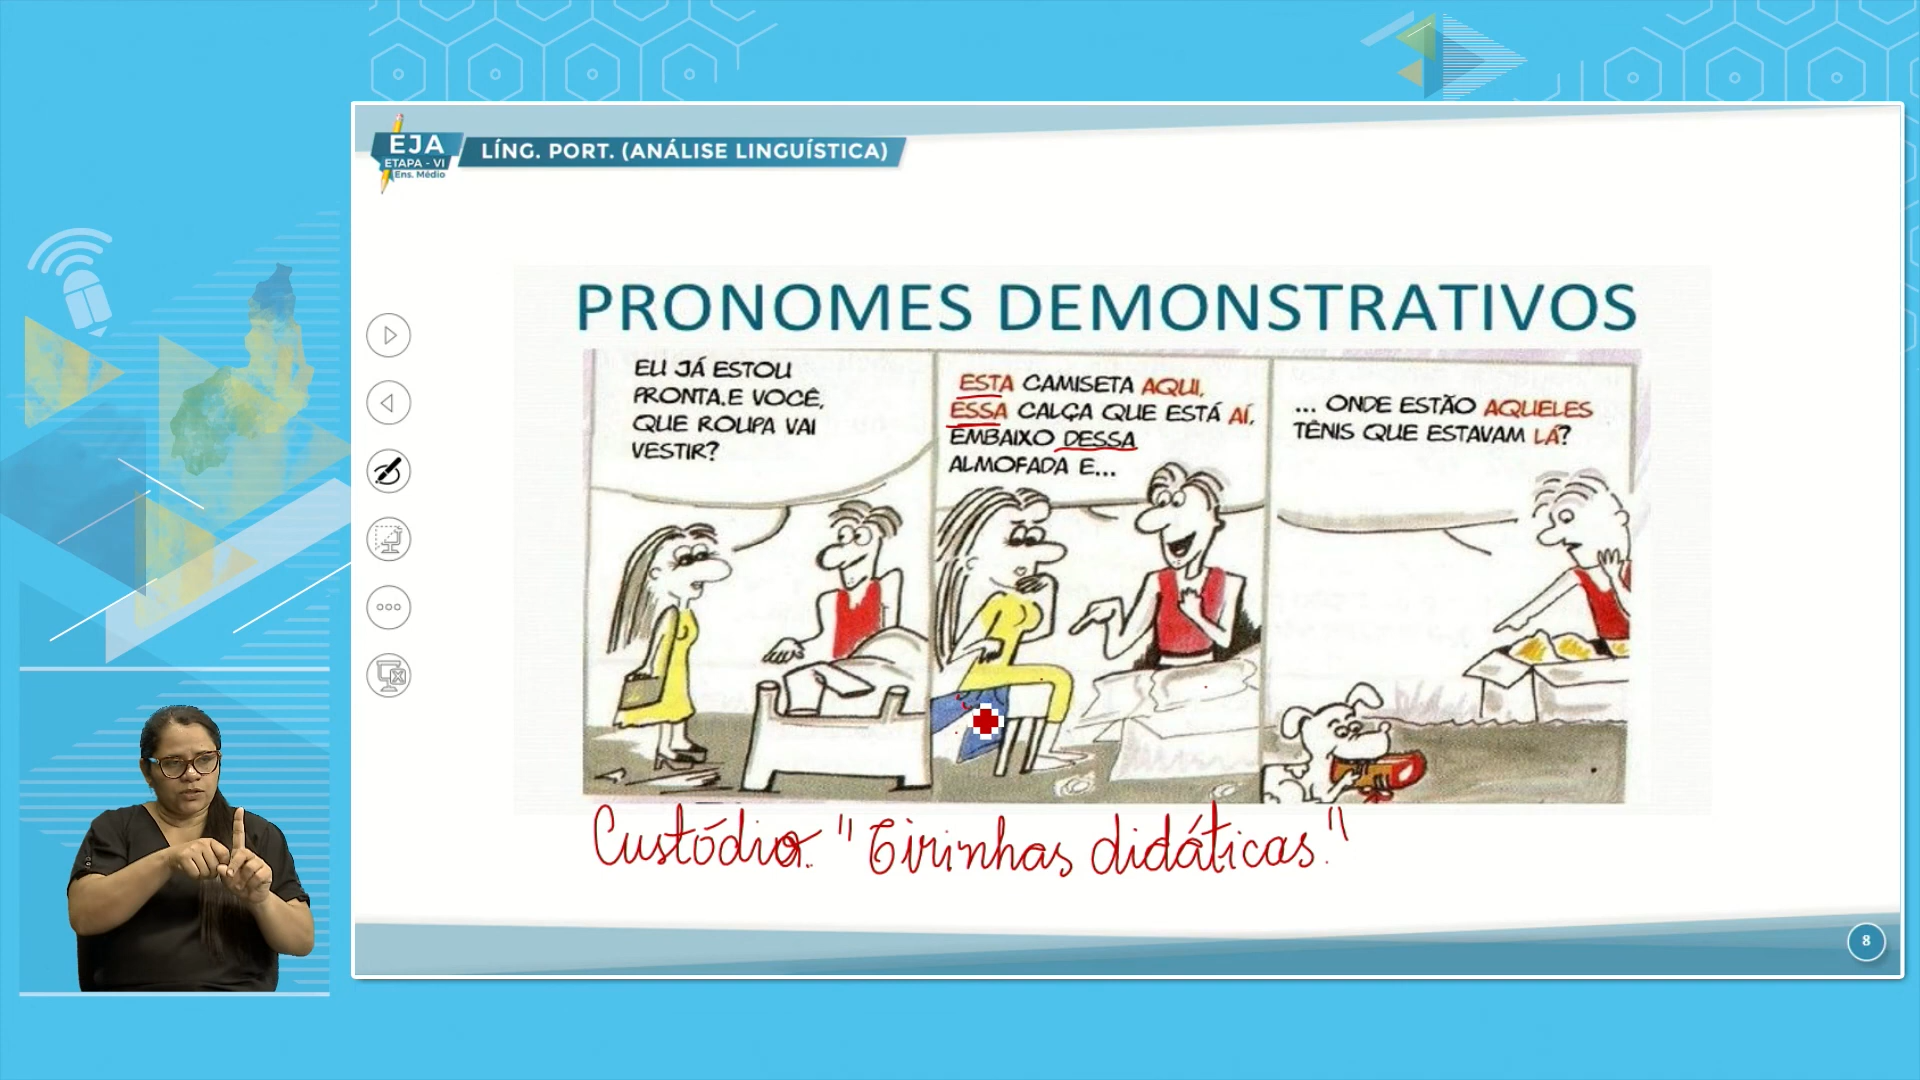 EJA
ETAPA - VI
Ens. Médio
LÍNG. PORT. (ANÁLISE LINGUÍSTICA)
PRONOMES DEMONSTRATIVOS
EU JÁ ESTOU
PRONTA.E VOCÊ,
QUE ROUPA VAI
VESTIR?
ESTA CAMISETA AQUI,
ESSA CALÇA QUE ESTÁ AÍ,
EMBAIXO DESSA
ALMOFADA E...
... ONDE ESTÃO AQUELES
TÊNIS QUE ESTAVAM LÁ?
Custódio. "Tirinhas didáticas."
8